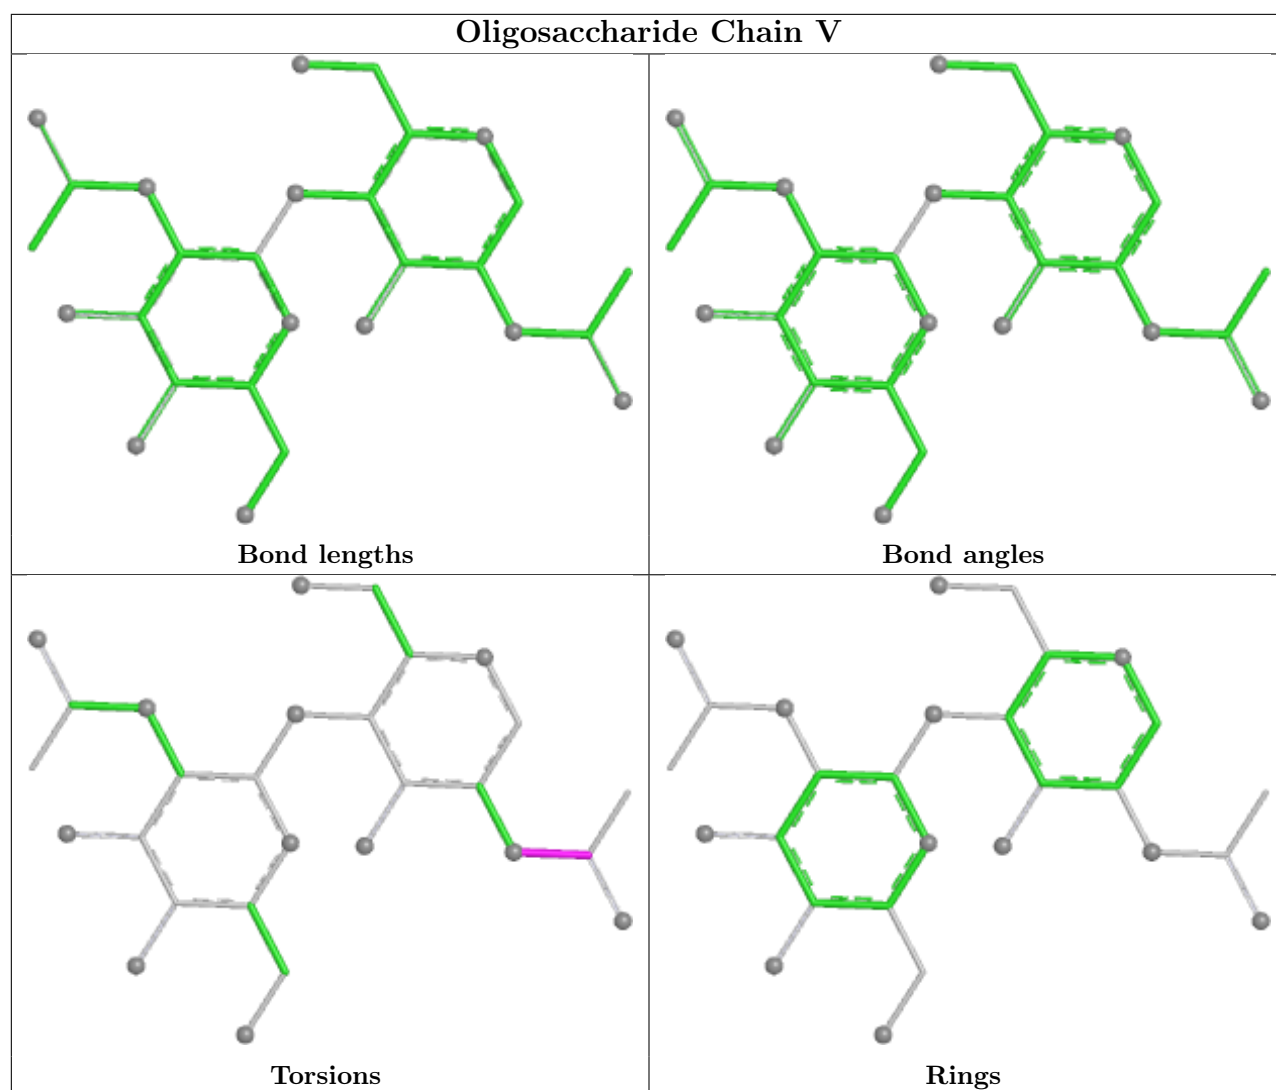 Oligosaccharide Chain V
Bond lengths
Bond angles
Torsions
Rings